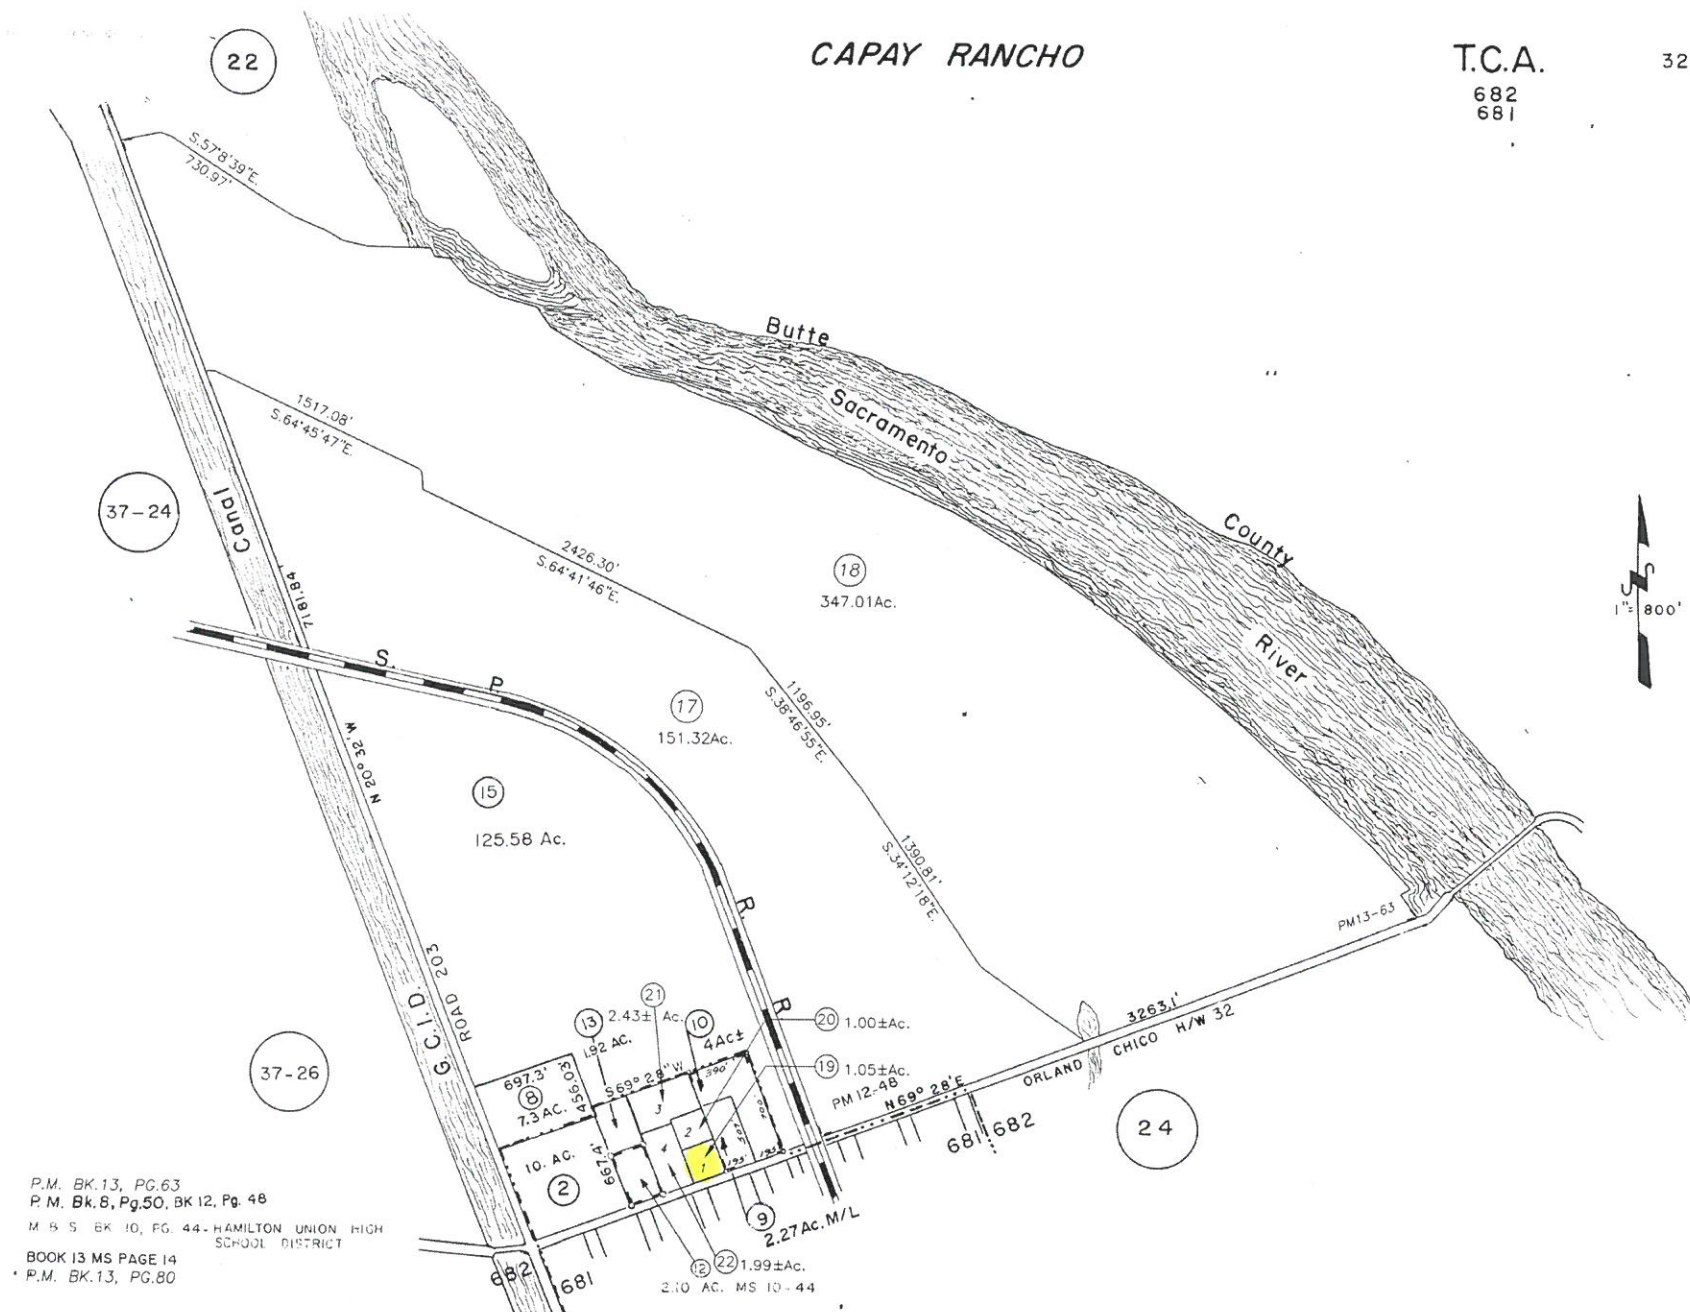 22
CAPAY RANCHO
T.C.A.
682
681
32
S.57°8'39"E.
730.97'
Butte
Sacramento
County
River
1517.08'
S.64°45'47"E.
37-24
Canal
2426.30'
S.64°41'46"E.
18
347.01Ac.
1"=800'
7181.84'
S.
P
R.
R
17
151.32Ac.
1196.95'
S.38°46'55"E.
N 20° 32' W
15
125.58 Ac.
1390.81'
S.34°12'18"E.
PM13-63
G. C. I. D.
ROAD 203
3263.1'
ORLAND CHICO H/W 32
21
2.43± Ac.
13
1.92 AC.
10
4Ac±
20 1.00±Ac.
19 1.05±Ac.
37-26
697.3'
456.03'
8
7.3 AC.
S 69° 28' W
390'
700'
507'
195'
195'
3
2
4
1
PM 12-48
N 69° 28' E
681
682
24
10. AC.
2
667.4'
9
2.27 Ac. M/L
22 1.99±Ac.
12
2.10 AC. MS 10-44
682
681
P.M. BK.13, PG.63
P.M. Bk.8, Pg.50, BK 12, Pg. 48
M B S BK 10, PG. 44 - HAMILTON UNION HIGH
SCHOOL DISTRICT
BOOK 13 MS PAGE 14
P.M. BK.13, PG.80